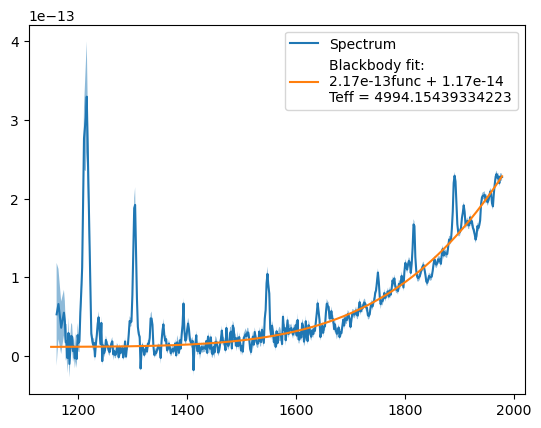 1e−13
4
3
2
1
0
Spectrum
Blackbody fit:
2.17e-13func + 1.17e-14
Teff = 4994.15439334223
1200
1400
1600
1800
2000